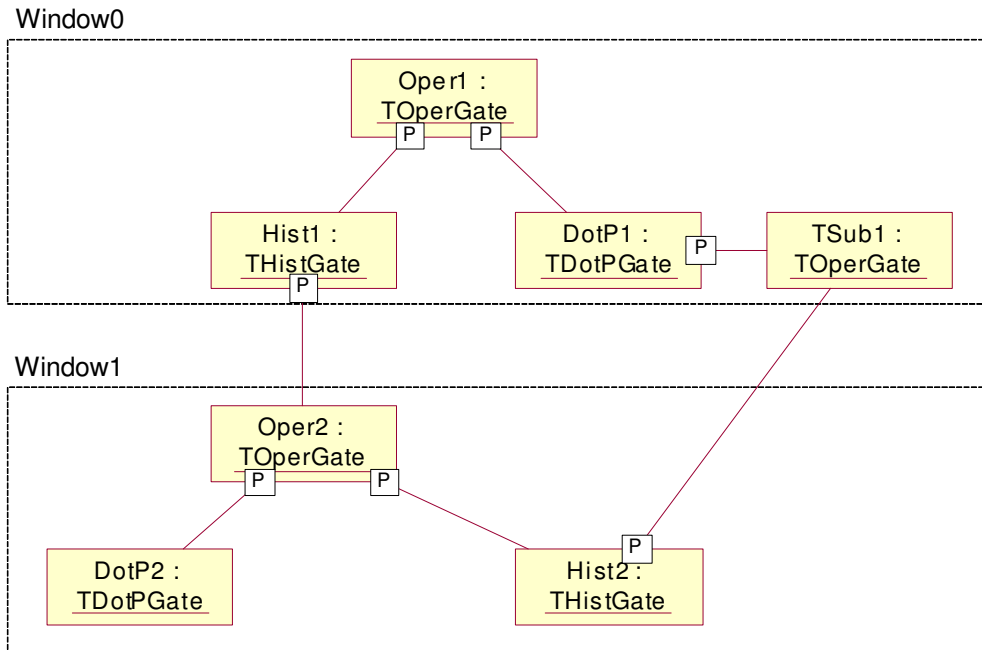 Window0
Oper1 :
TOperGate
P
P
Hist1 :
THistGate
P
DotP1 :
TDotPGate
P
TSub1 :
TOperGate
Window1
Oper2 :
TOperGate
P
P
DotP2 :
TDotPGate
P
Hist2 :
THistGate